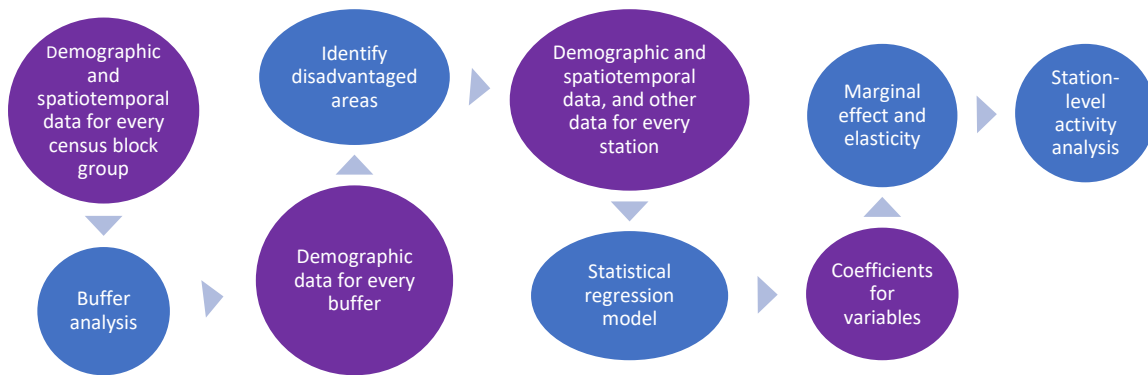 Demographic
and
spatiotemporal
data for every
census block
group
Buffer
analysis
Demographic
data for every
buffer
Identify
disadvantaged
areas
Demographic and
spatiotemporal
data, and other
data for every
station
Statistical
regression
model
Coefficients
for
variables
Marginal
effect and
elasticity
Station-
level
activity
analysis